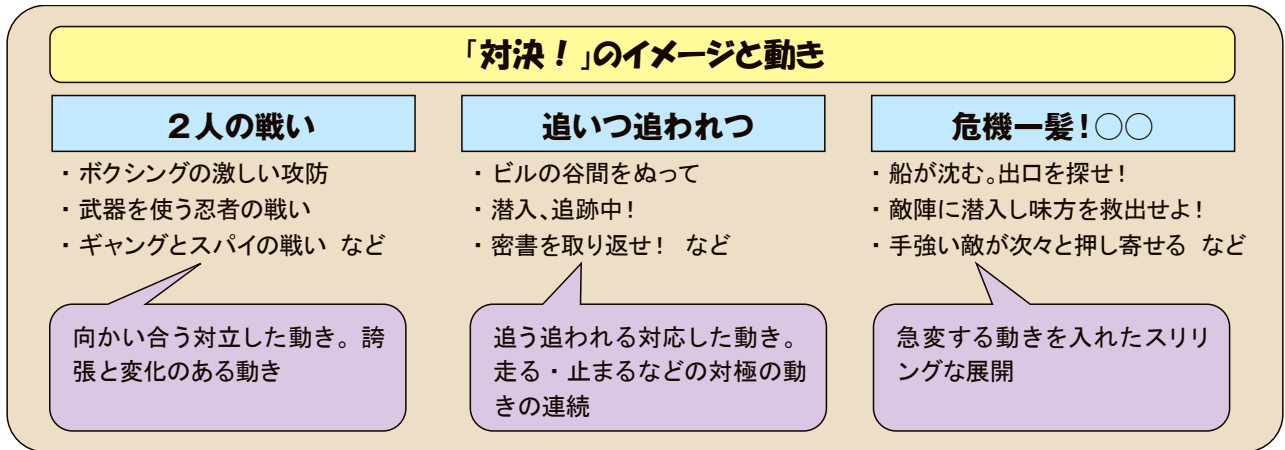 「対決！」のイメージと動き
２人の戦い
・ボクシングの激しい攻防
・武器を使う忍者の戦い
・ギャングとスパイの戦い など
向かい合う対立した動き。誇
張と変化のある動き
追いつ追われつ
・ビルの谷間をぬって
・潜入、追跡中！
・密書を取り返せ！ など
追う追われる対応した動き。
走る・止まるなどの対極の動
きの連続
危機一髪！○○
・船が沈む。出口を探せ！
・敵陣に潜入し味方を救出せよ！
・手強い敵が次々と押し寄せる など
急変する動きを入れたスリリ
ングな展開